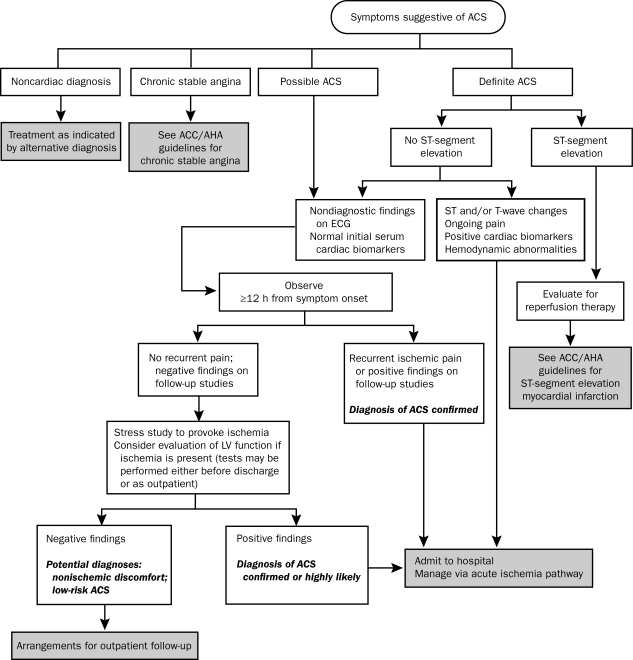 Symptoms suggestive of ACS
Noncardiac diagnosis
Chronic stable angina
Possible ACS
Definite ACS
Treatment as indicated
by alternative diagnosis
See ACC/AHA
guidelines for
chronic stable angina
No ST-segment
elevation
ST-segment
elevation
Nondiagnostic findings
on ECG
Normal initial serum
cardiac biomarkers
ST and/or T-wave changes
Ongoing pain
Positive cardiac biomarkers
Hemodynamic abnormalities
Observe
≥12 h from symptom onset
Evaluate for
reperfusion therapy
No recurrent pain;
negative findings on
follow-up studies
Recurrent ischemic pain
or positive findings on
follow-up studies
Diagnosis of ACS confirmed
See ACC/AHA
guidelines for
ST-segment elevation
myocardial infarction
Stress study to provoke ischemia
Consider evaluation of LV function if
ischemia is present (tests may be
performed either before discharge
or as outpatient)
Negative findings
Potential diagnoses:
nonischemic discomfort;
low-risk ACS
Positive findings
Diagnosis of ACS
confirmed or highly likely
Admit to hospital
Manage via acute ischemia pathway
Arrangements for outpatient follow-up